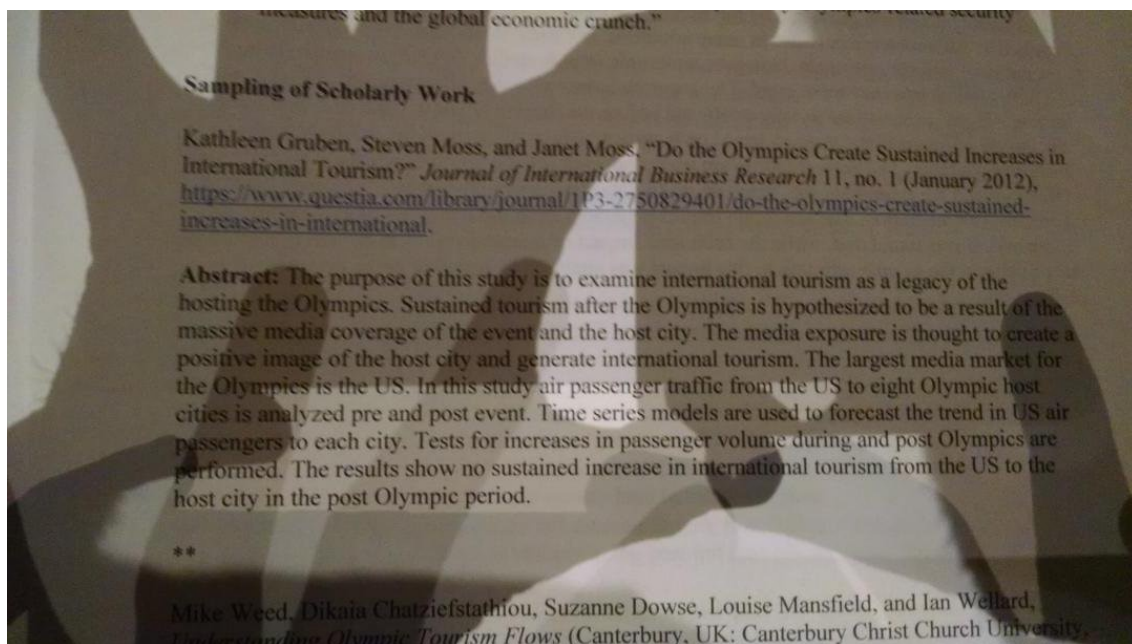 measures and the global economic crunch.” security
Sampling of Scholarly Work
Kathleen Gruben, Steven Moss, and Janet Moss, “Do the Olympics Create Sustained Increases in
International Tourism?” Journal of International Business Research 11, no. 1 (January 2012),
https://www.questia.com/library/journal/1P3-2750829401/do-the-olympics-create-sustained-
increases-in-international.
Abstract: The purpose of this study is to examine international tourism as a legacy of the
hosting the Olympics. Sustained tourism after the Olympics is hypothesized to be a result of the
massive media coverage of the event and the host city. The media exposure is thought to create a
positive image of the host city and generate international tourism. The largest media market for
the Olympics is the US. In this study air passenger traffic from the US to eight Olympic host
cities is analyzed pre and post event. Time series models are used to forecast the trend in US air
passengers to each city. Tests for increases in passenger volume during and post Olympics are
performed. The results show no sustained increase in international tourism from the US to the
host city in the post Olympic period.
**
Mike Weed, Dikaia Chatziefstathiou, Suzanne Dowse, Louise Mansfield, and Ian Wellard,
Understanding Olympic Tourism Flows (Canterbury, UK: Canterbury Christ Church University,